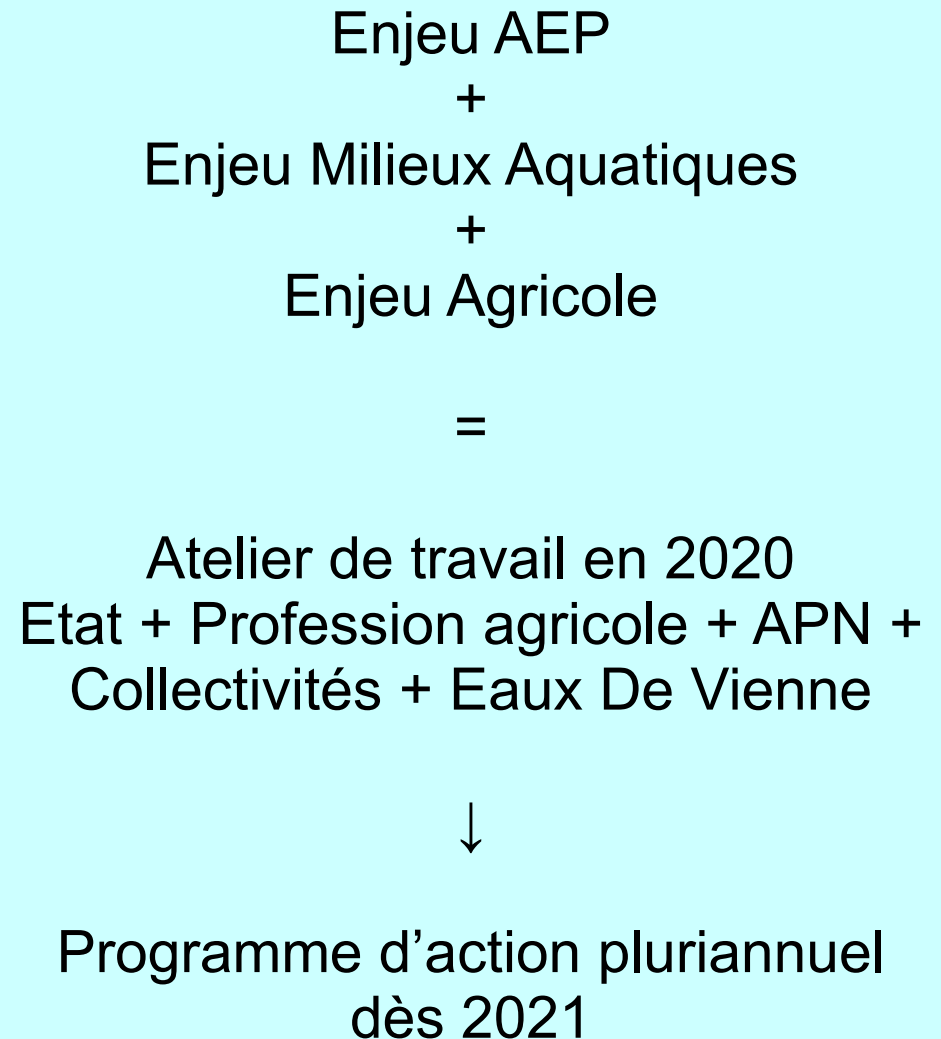 Enjeu AEP
+
Enjeu Milieux Aquatiques
+
Enjeu Agricole
=
Atelier de travail en 2020
Etat + Profession agricole + APN +
Collectivités + Eaux De Vienne
↓
Programme d’action pluriannuel
dès 2021